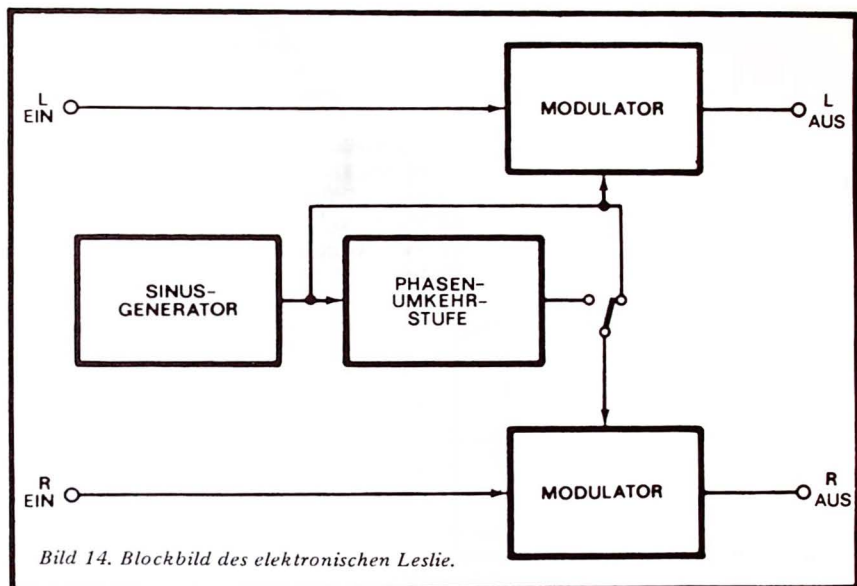 L
EIN
MODULATOR
L
AUS
SINUS-
GENERATOR
PHASEN-
UMKEHR-
STUFE
R
EIN
MODULATOR
R
AUS
Bild 14. Blockbild des elektronischen Leslie.